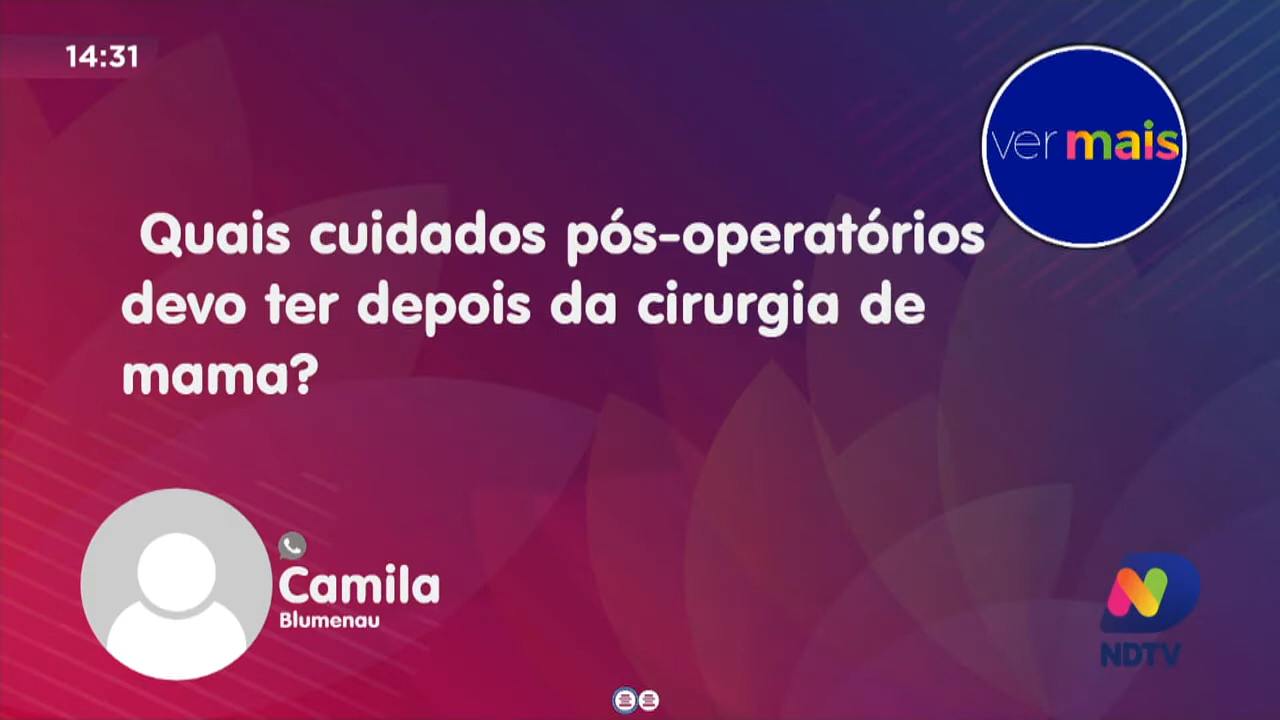 14:31
ver mais
Quais cuidados pós-operatórios
devo ter depois da cirurgia de
mama?
Camila
Blumenau
NDTV